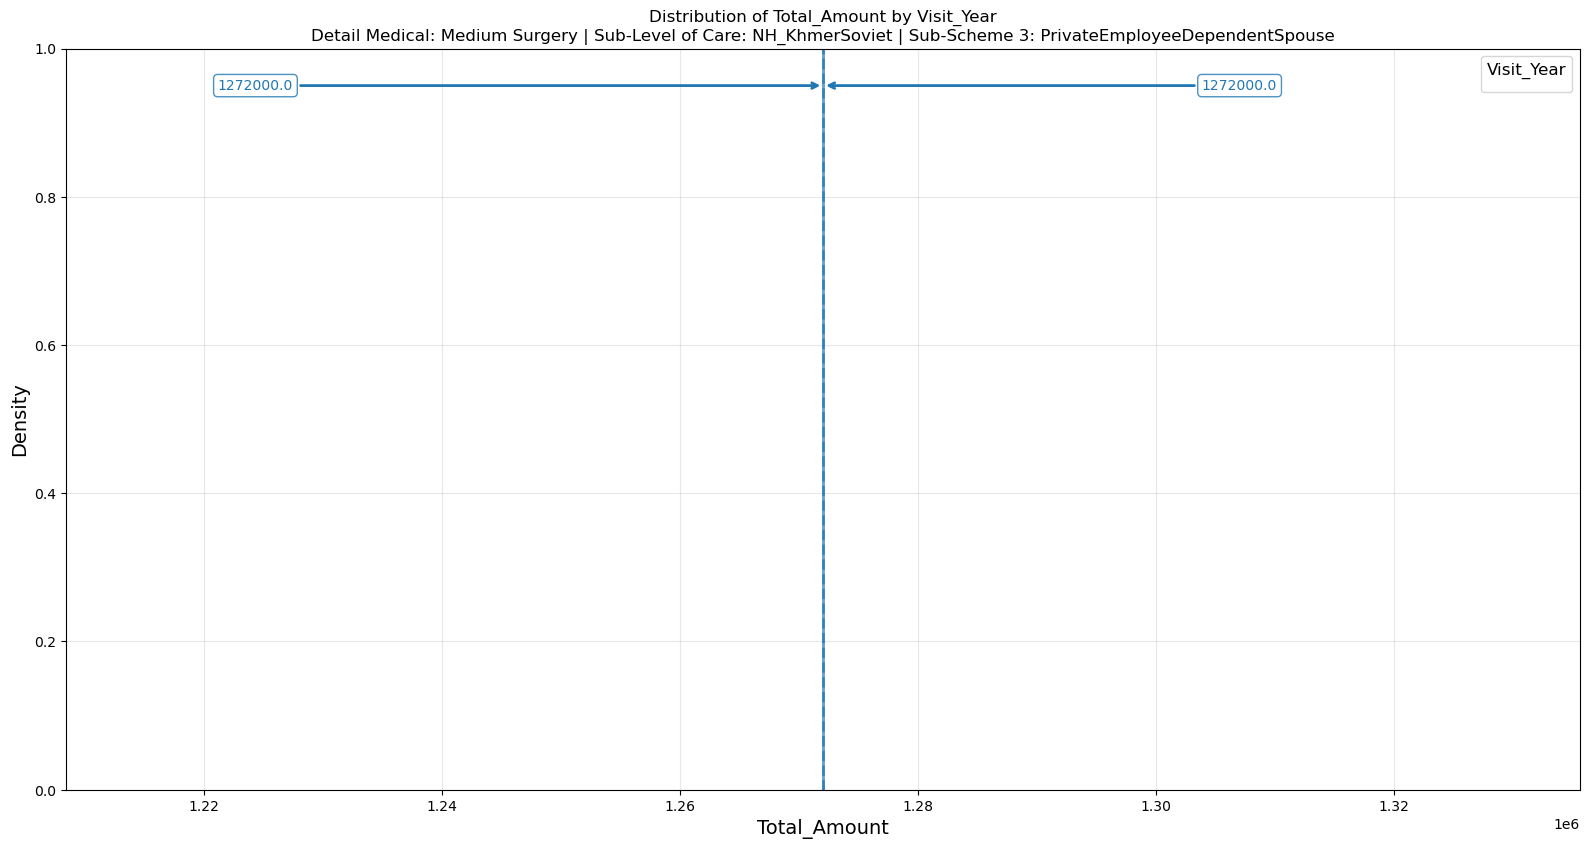 Distribution of Total_Amount by Visit_Year
Detail Medical: Medium Surgery | Sub-Level of Care: NH_KhmerSoviet | Sub-Scheme 3: PrivateEmployeeDependentSpouse
1.0
1272000.0
1272000.0
Visit_Year
0.8
0.6
0.4
0.2
0.0
Density
1.22 1.24 1.26 1.28 1.30 1.32
1e6
Total_Amount